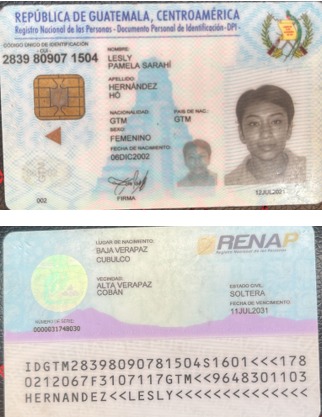 REPÚBLICA DE GUATEMALA, CENTROAMÉRICA
Registro Nacional de las Personas - Documento Personal de Identificación - DPI -
CÓDIGO ÚNICO DE IDENTIFICACIÓN
- CUI -
2839 80907 1504
NOMBRE:
LESLY
PAMELA SARAHÍ
APELLIDO:
HERNÁNDEZ
HO
NACIONALIDAD: PAÍS DE NAC.:
GTM GTM
SEXO:
FEMENINO
FECHA DE NACIMIENTO:
06DIC2002
002
FIRMA
12JUL2021
LUGAR DE NACIMIENTO:
BAJA VERAPAZ
CUBULCO
RENAP
Registro Nacional de las Personas
VECINDAD:
ALTA VERAPAZ
COBÁN
ESTADO CIVIL:
SOLTERA
FECHA DE VENCIMIENTO:
11JUL2031
NÚMERO DE SERIE:
0000031748030
IDGTM28398090781504S1601<<<178
0212067F3107117GTM<<9648301103
HERNANDEZ<<LESLY<<<<<<<<<<<<<<